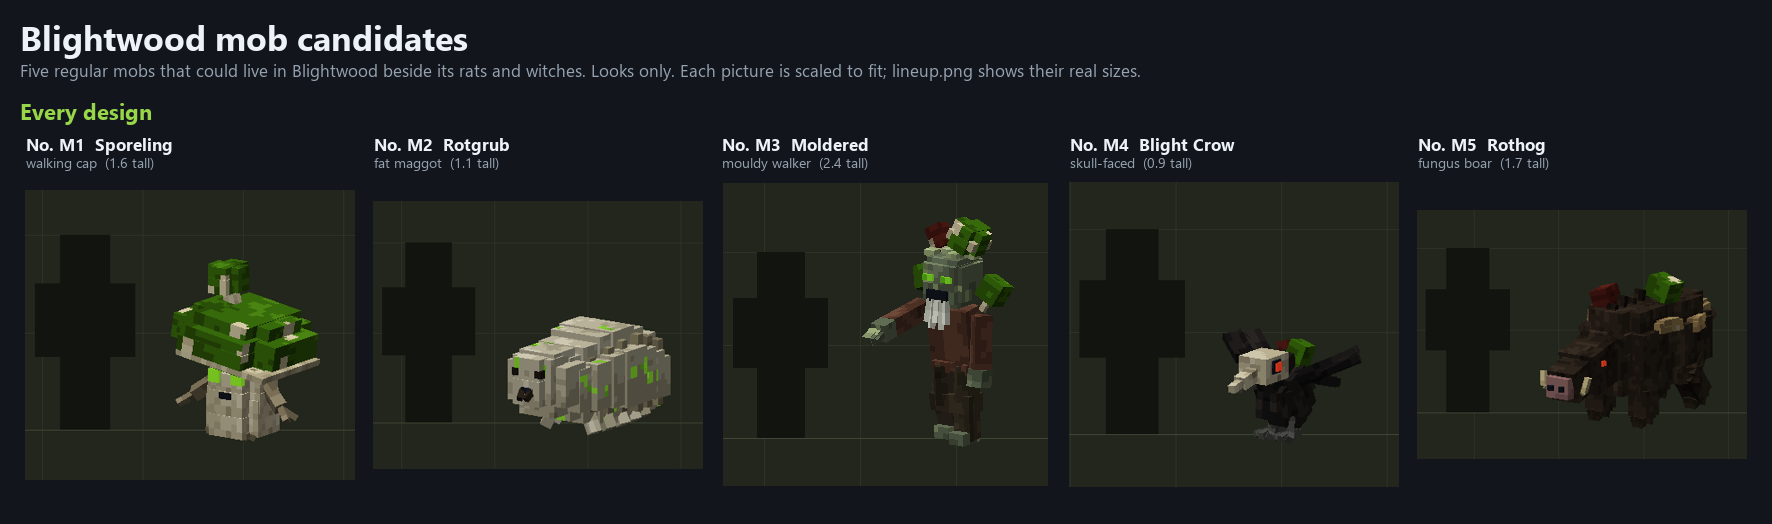 Blightwood mob candidates
Five regular mobs that could live in Blightwood beside its rats and witches. Looks only. Each picture is scaled to fit; lineup.png shows their real sizes.
Every design
No. M1 Sporeling
walking cap (1.6 tall)
No. M2 Rotgrub
fat maggot (1.1 tall)
No. M3 Moldered
mouldy walker (2.4 tall)
No. M4 Blight Crow
skull-faced (0.9 tall)
No. M5 Rothog
fungus boar (1.7 tall)